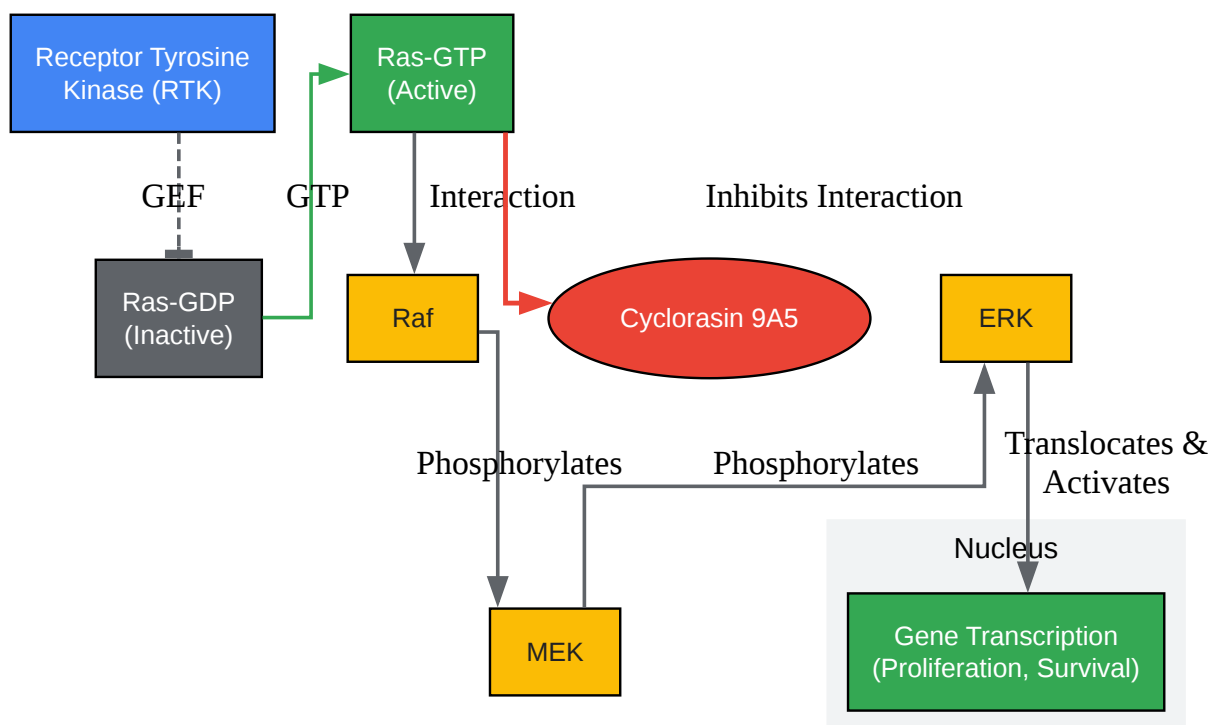 Receptor Tyrosine
Kinase (RTK)
Ras-GTP
(Active)
GEF
GTP
Interaction
Inhibits Interaction
Ras-GDP
(Inactive)
Raf
Cyclorasin 9A5
ERK
Phosphorylates
Phosphorylates
Translocates &
Activates
Nucleus
MEK
Gene Transcription
(Proliferation, Survival)